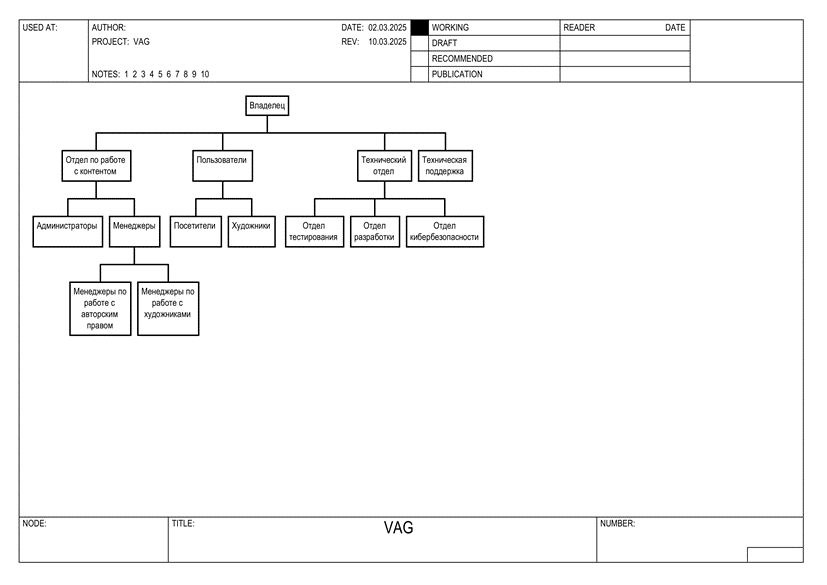 USED AT:
AUTHOR:
DATE: 02.03.2025
WORKING
READER
DATE
PROJECT: VAG
REV: 10.03.2025
DRAFT
RECOMMENDED
NOTES: 1 2 3 4 5 6 7 8 9 10
PUBLICATION
Владелец
Отдел по работе
с контентом
Пользователи
Технический
отдел
Техническая
поддержка
Администраторы
Менеджеры
Посетители
Художники
Отдел
тестирования
Отдел
разработки
Отдел
кибербезопасности
Менеджеры по
работе с
авторским
правом
Менеджеры по
работе с
художниками
NODE:
TITLE:
VAG
NUMBER: